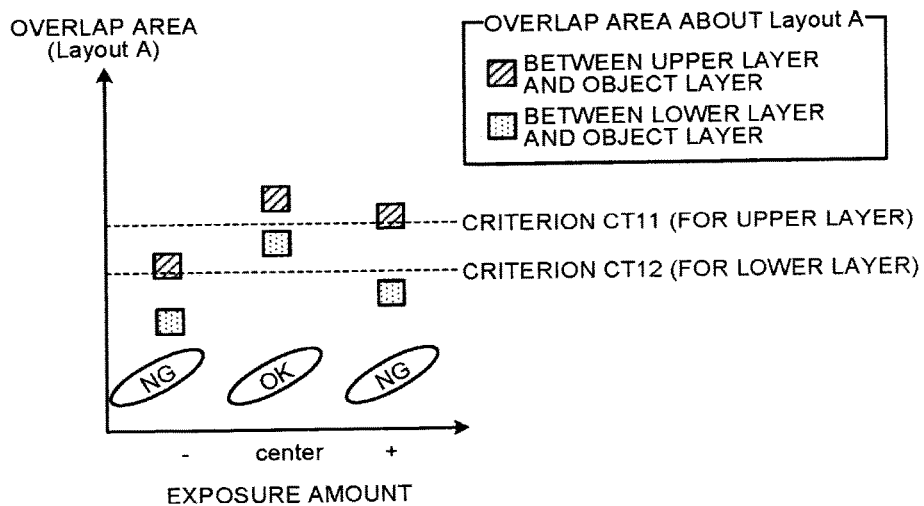 OVERLAP AREA
(Layout A)
OVERLAP AREA ABOUT Layout A
BETWEEN UPPER LAYER
AND OBJECT LAYER
BETWEEN LOWER LAYER
AND OBJECT LAYER
CRITERION CT11 (FOR UPPER LAYER)
CRITERION CT12 (FOR LOWER LAYER)
NG OK NG
- center +
EXPOSURE AMOUNT